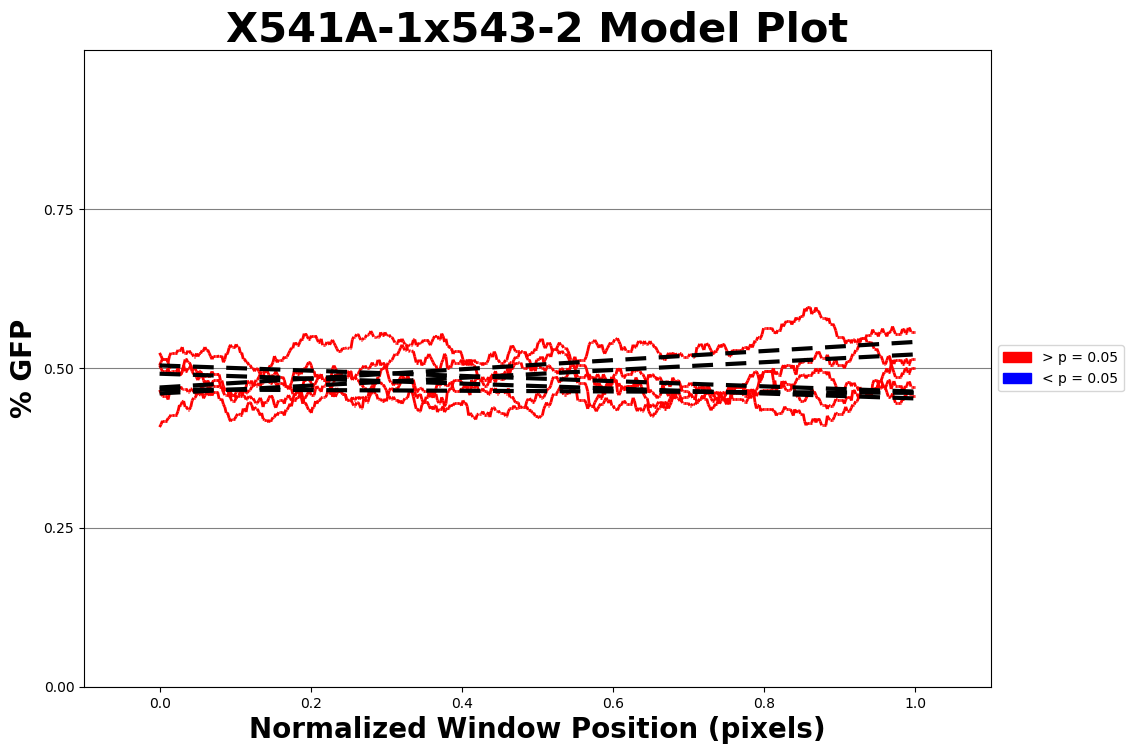 X541A-1x543-2 Model Plot
% GFP
0.75
0.50
0.25
0.00
0.0 0.2 0.4 0.6 0.8 1.0
Normalized Window Position (pixels)
> p = 0.05
< p = 0.05